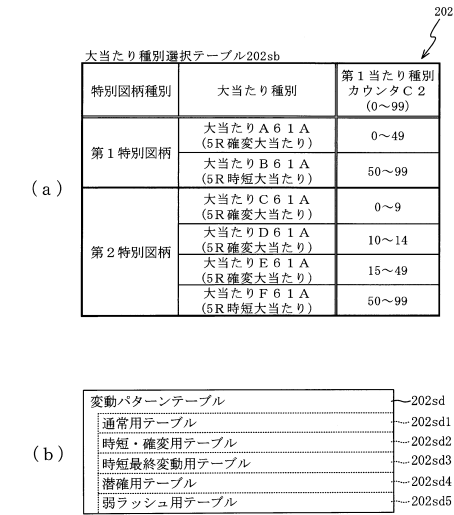 202
大当たり種別選択テーブル202sb
特別図柄種別
大当たり種別
第1当たり種別
カウンタC2
(0～99)
(a)
第1特別図柄
大当たりA61A
(5R確変大当たり)
0～49
大当たりB61A
(5R時短大当たり)
50～99
第2特別図柄
大当たりC61A
(5R確変大当たり)
0～9
大当たりD61A
(5R確変大当たり)
10～14
大当たりE61A
(5R確変大当たり)
15～49
大当たりF61A
(5R時短大当たり)
50～99
(b)
変動パターンテーブル 202sd
通常用テーブル 202sd1
時短・確変用テーブル 202sd2
時短最終変動用テーブル 202sd3
潜確用テーブル 202sd4
弱ラッシュ用テーブル 202sd5